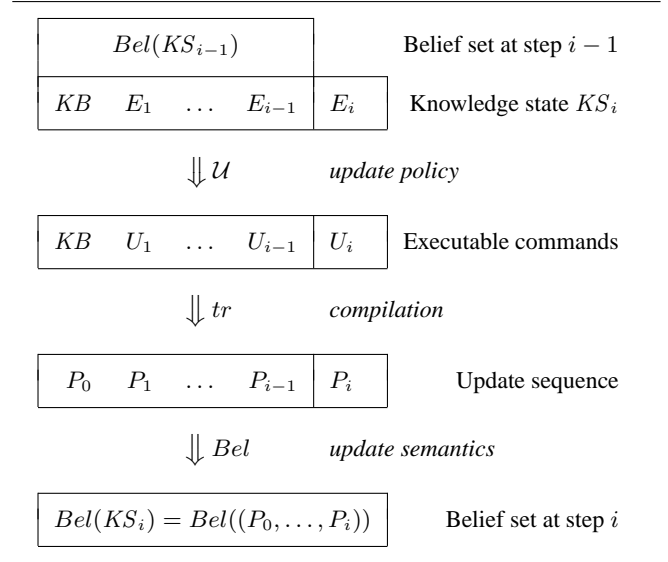 Bel(KS_{i−1}) Belief set at step i − 1
KB E_1 … E_{i−1} E_i Knowledge state KS_i
⇓ 𝒰 update policy
KB U_1 … U_{i−1} U_i Executable commands
⇓ tr compilation
P_0 P_1 … P_{i−1} P_i Update sequence
⇓ Bel update semantics
Bel(KS_i) = Bel((P_0, …, P_i)) Belief set at step i